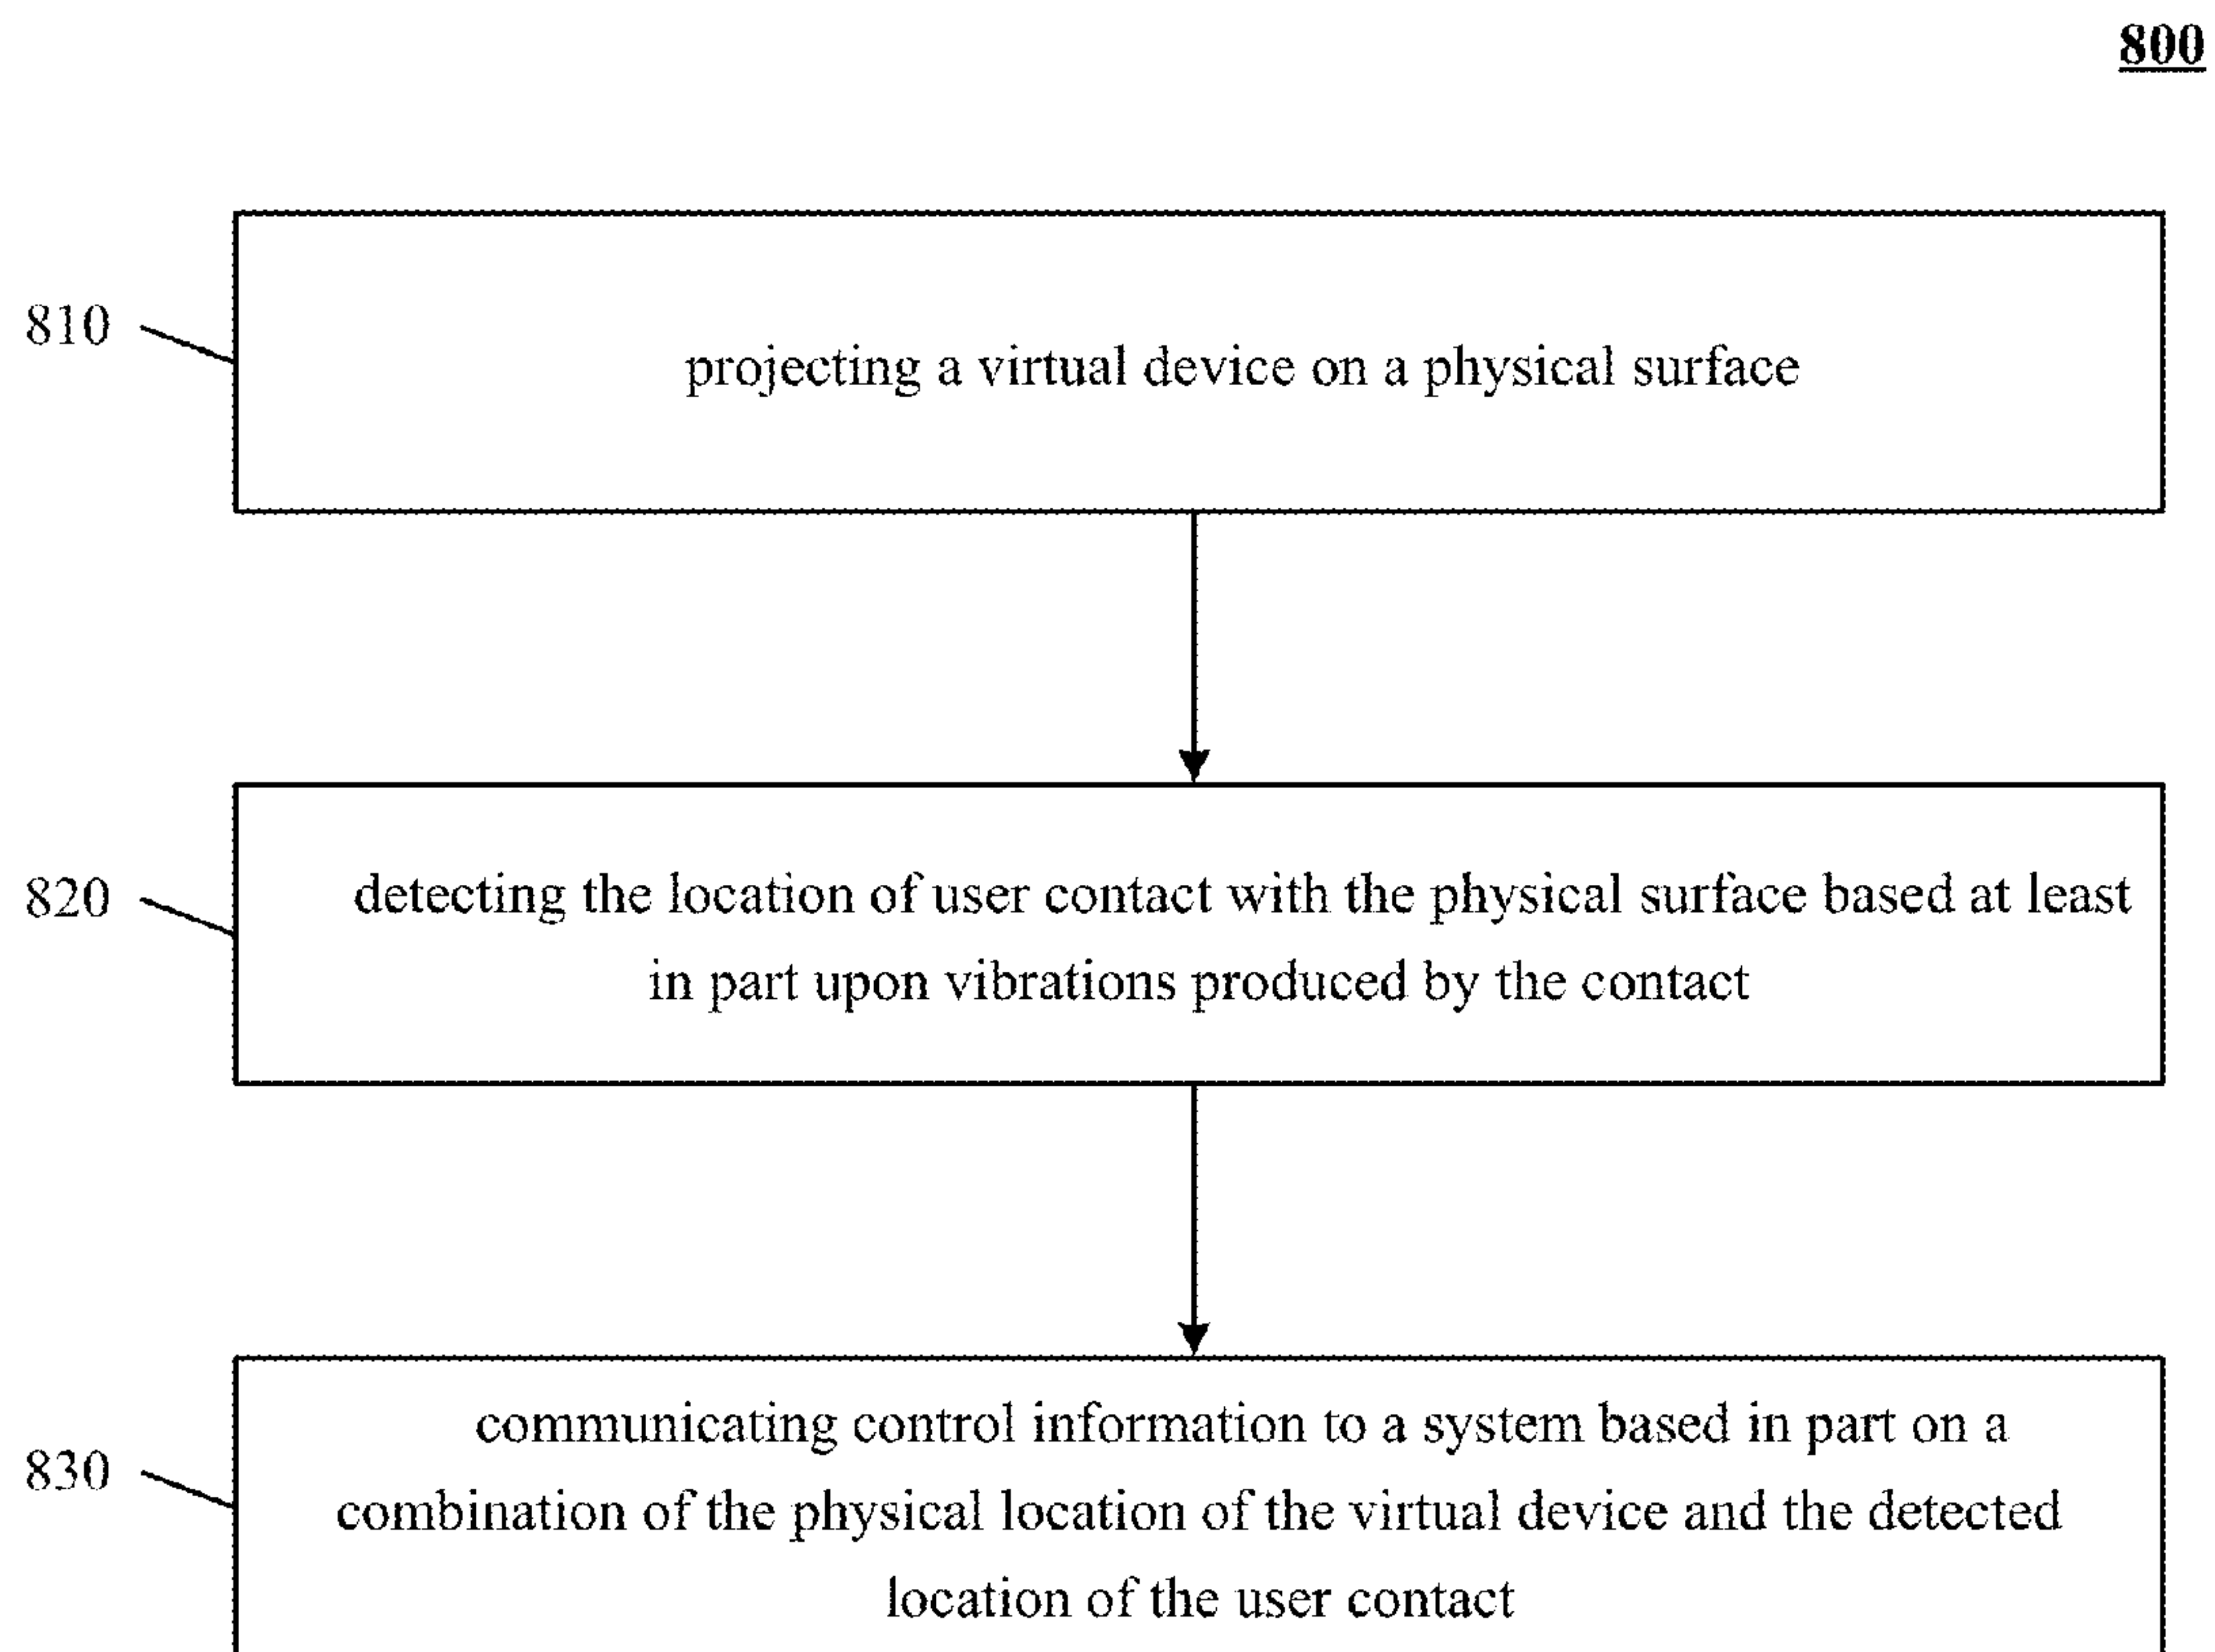 800
810
projecting a virtual device on a physical surface
820
detecting the location of user contact with the physical surface based at least
in part upon vibrations produced by the contact
830
communicating control information to a system based in part on a
combination of the physical location of the virtual device and the detected
location of the user contact